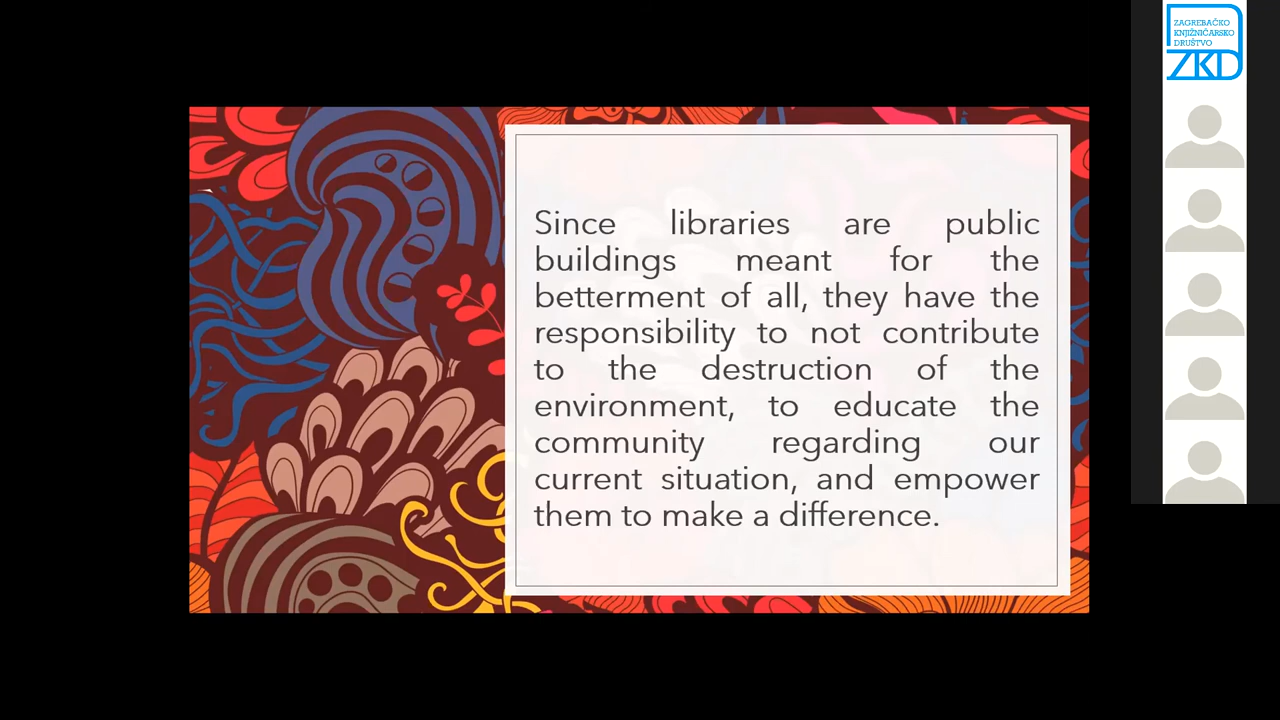 Since libraries are public
buildings meant for the
betterment of all, they have the
responsibility to not contribute
to the destruction of the
environment, to educate the
community regarding our
current situation, and empower
them to make a difference.
ZAGREBAČKO
KNJIŽNIČARSKO
DRUŠTVO
ZKD